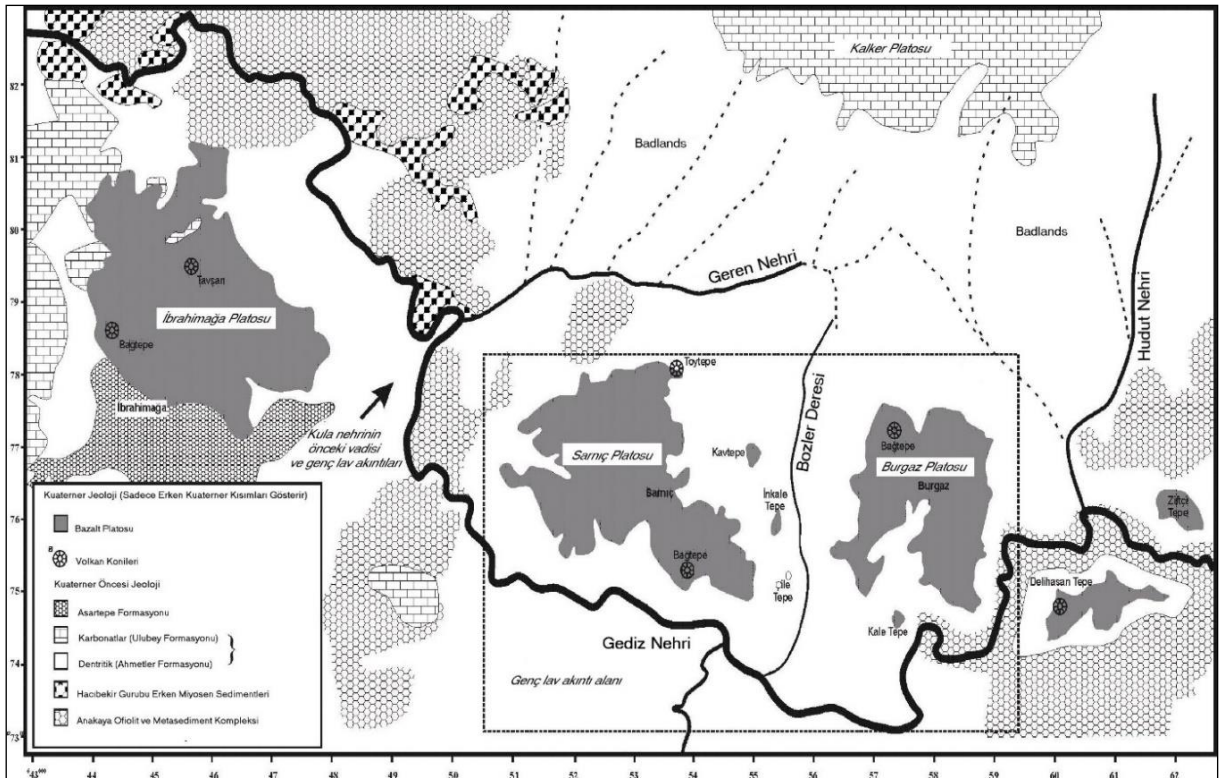 Kalker Platosu
82
81
80
79
78
77
76
75
74
73
Badlands
Badlands
Geren Nehri
Hudut Nehri
Tavşan
İbrahimağa Platosu
Bağtepe
İbrahimağa
Kula nehrinin
önceki vadisi
ve genç lav akıntıları
Toytepe
Sarnıç Platosu
Kavtepe
Bozler Deresi
Bağtepe
Burgaz Platosu
Burgaz
Sarnıç
İnkale
Tepe
Ziftçi
Tepe
Bağtepe
Çile
Tepe
Delihasan Tepe
Kale Tepe
Gediz Nehri
Genç lav akıntı alanı
Kuaterner Jeoloji (Sadece Erken Kuaterner Kısımları Gösterir)
Bazalt Platosu
Volkan Konileri
Kuaterner Öncesi Jeoloji
Asartepe Formasyonu
Karbonatlar (Ulubey Formasyonu)
Dentritik (Ahmetler Formasyonu)
Hacıbekir Gurubu Erken Miyosen Sedimentleri
Anakaya Ofiolit ve Metasediment Kompleksi
43 44 45 46 47 48 49 50 51 52 53 54 55 56 57 58 59 60 61 62